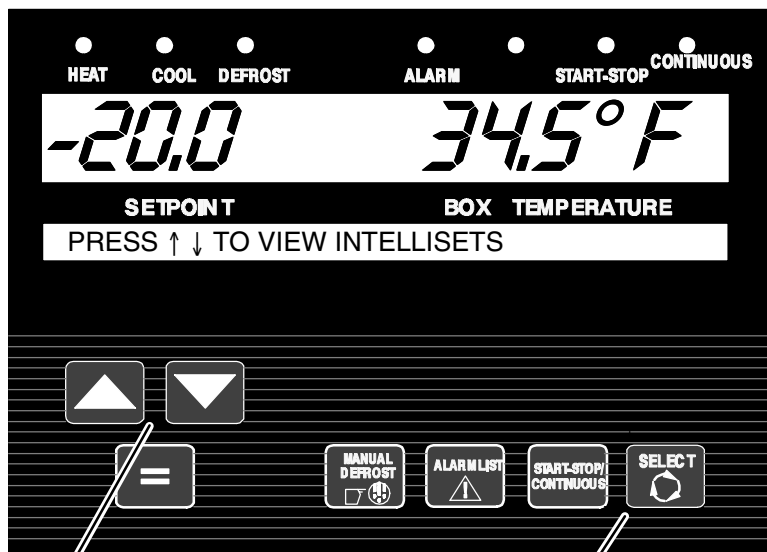 HEAT COOL DEFROST ALARM START-STOP CONTINUOUS
-20.0 34.5°F
SETPOINT BOX TEMPERATURE
PRESS ↑ ↓ TO VIEW INTELLISETS
MANUAL DEFROST
ALARM LIST
START-STOP/
CONTINUOUS
SELECT
=